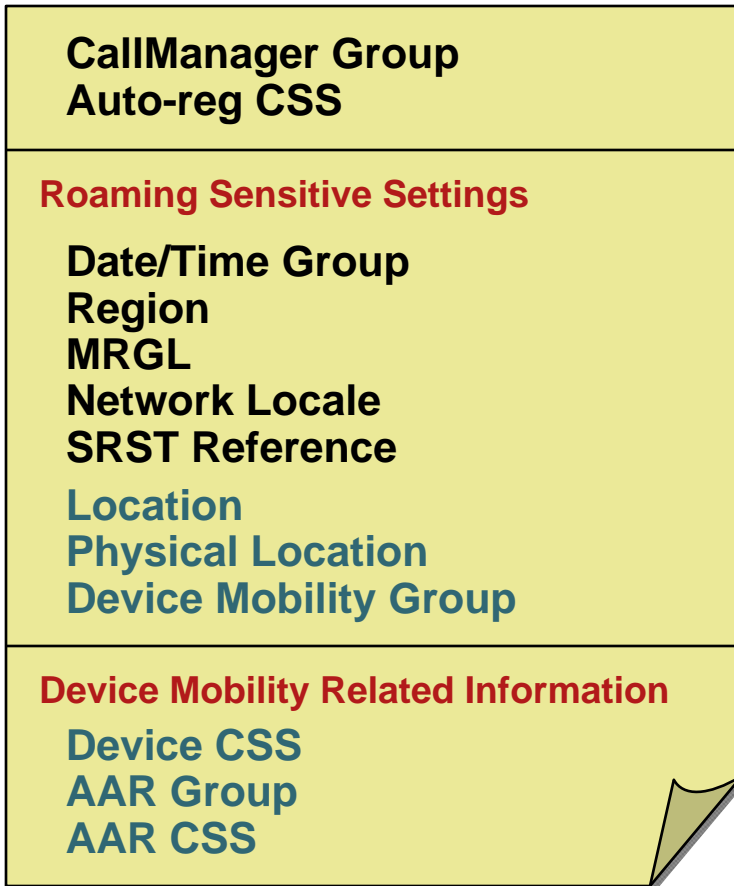 CallManager Group
Auto-reg CSS
Roaming Sensitive Settings
Date/Time Group
Region
MRGL
Network Locale
SRST Reference
Location
Physical Location
Device Mobility Group
Device Mobility Related Information
Device CSS
AAR Group
AAR CSS